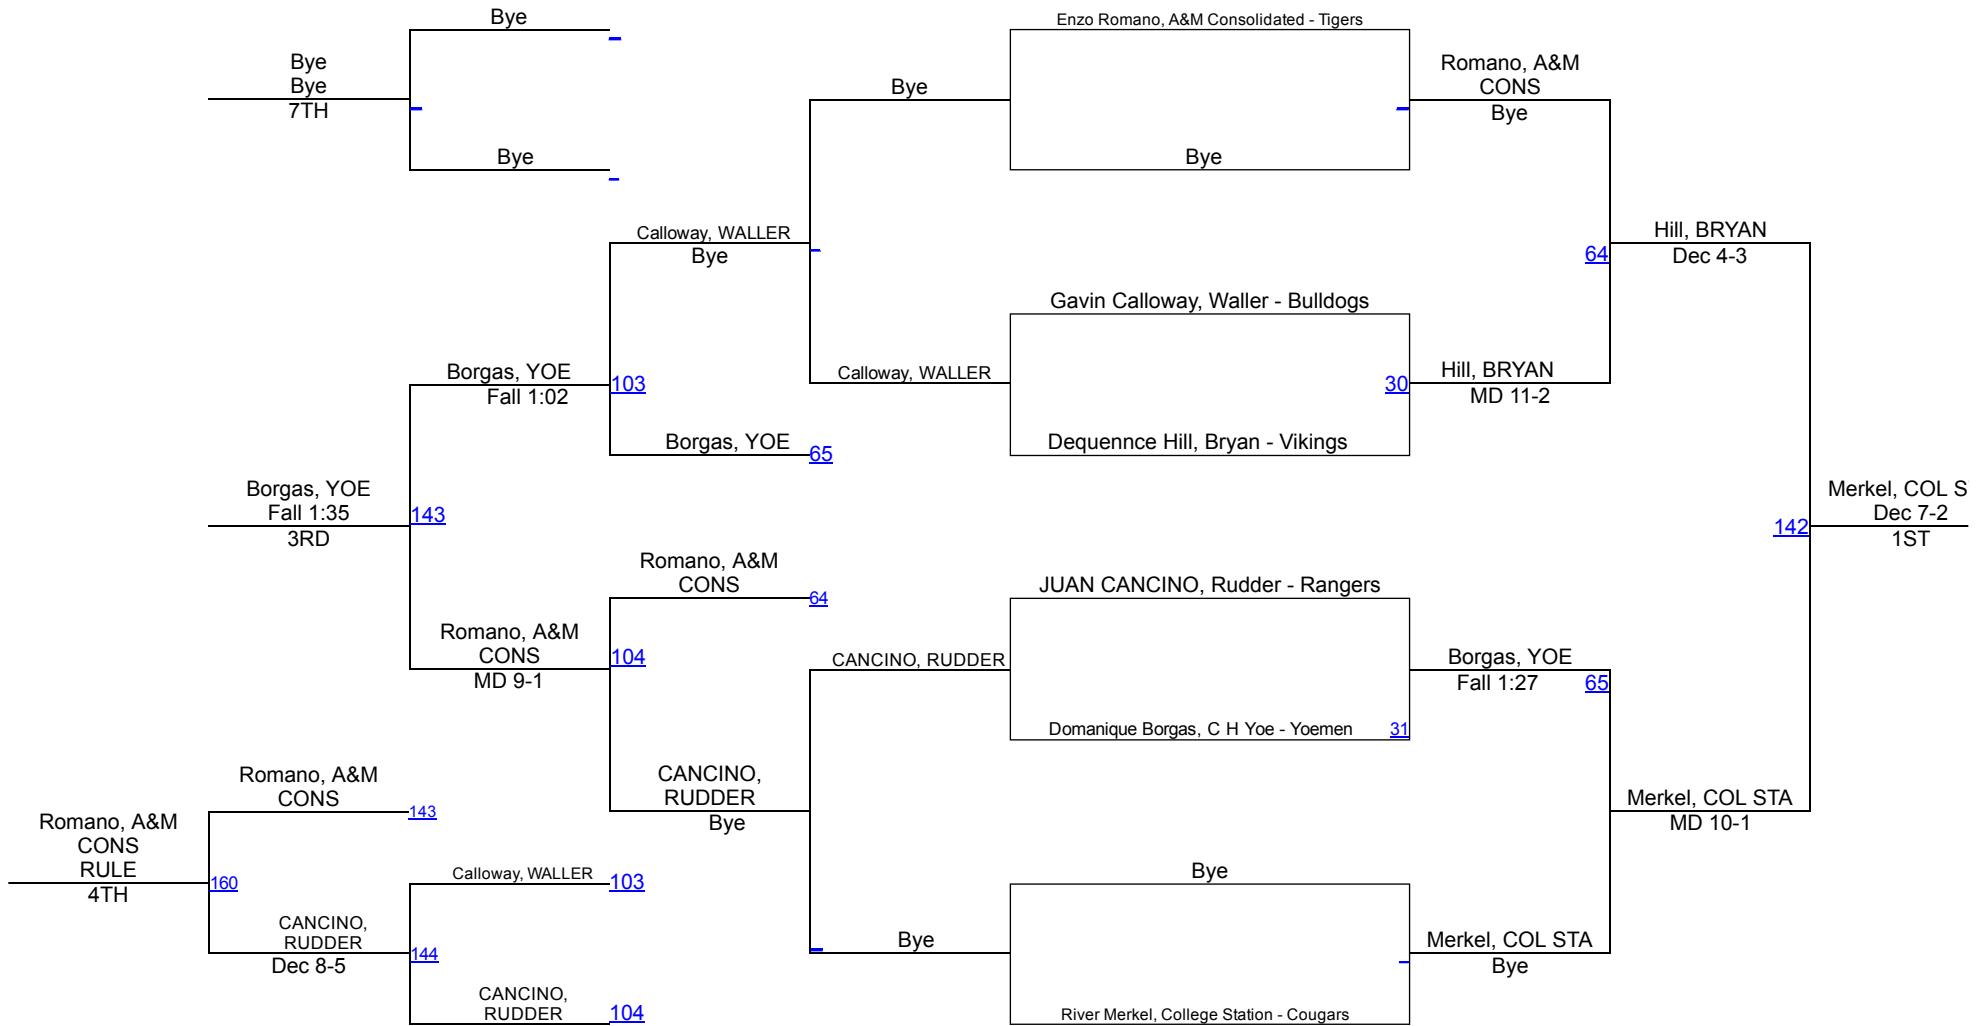 Bye
Enzo Romano, A&M Consolidated - Tigers
Bye
Bye
7TH
Bye
Bye
Romano, A&M
CONS
Bye
Bye
Calloway, WALLER
Bye
Hill, BRYAN
Dec 4-3
64
Gavin Calloway, Waller - Bulldogs
Borgas, YOE
Fall 1:02
103
Calloway, WALLER
30
Hill, BRYAN
MD 11-2
Borgas, YOE
65
Dequennce Hill, Bryan - Vikings
Borgas, YOE
Fall 1:35
3RD
143
Merkel, COL S
Dec 7-2
1ST
142
Romano, A&M
CONS
64
JUAN CANCINO, Rudder - Rangers
Romano, A&M
CONS
MD 9-1
104
CANCINO, RUDDER
Borgas, YOE
Fall 1:27
65
Domanique Borgas, C H Yoe - Yoemen
31
Romano, A&M
CONS
143
CANCINO,
RUDDER
Bye
Merkel, COL STA
MD 10-1
Romano, A&M
CONS
RULE
4TH
160
Calloway, WALLER
103
Bye
CANCINO,
RUDDER
Dec 8-5
144
Bye
Merkel, COL STA
Bye
CANCINO,
RUDDER
104
River Merkel, College Station - Cougars